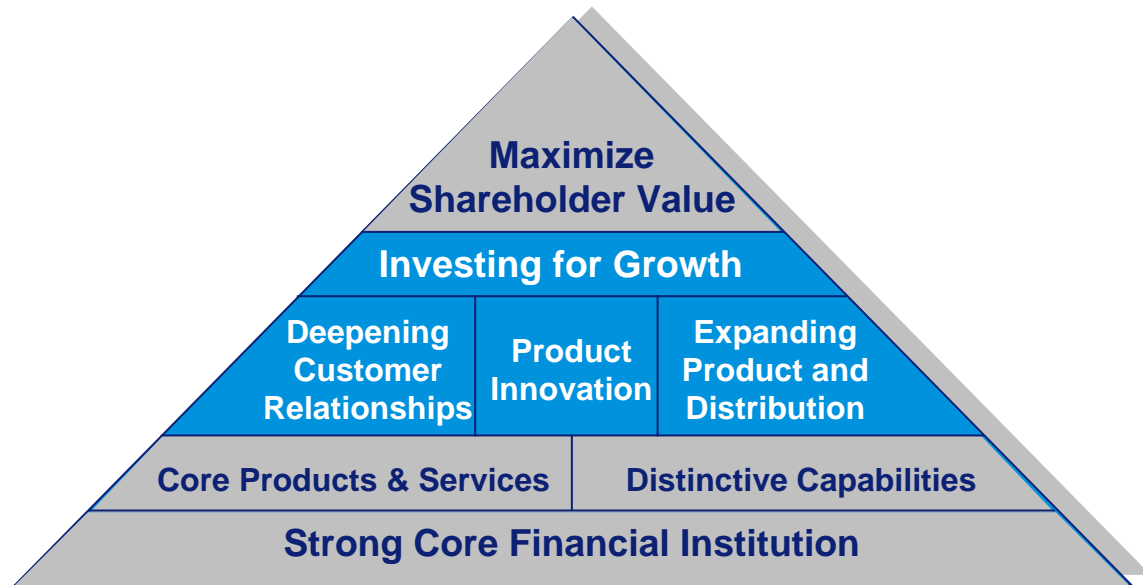 Maximize
Shareholder Value
Investing for Growth
Deepening
Customer
Relationships
Product
Innovation
Expanding
Product and
Distribution
Core Products & Services
Distinctive Capabilities
Strong Core Financial Institution